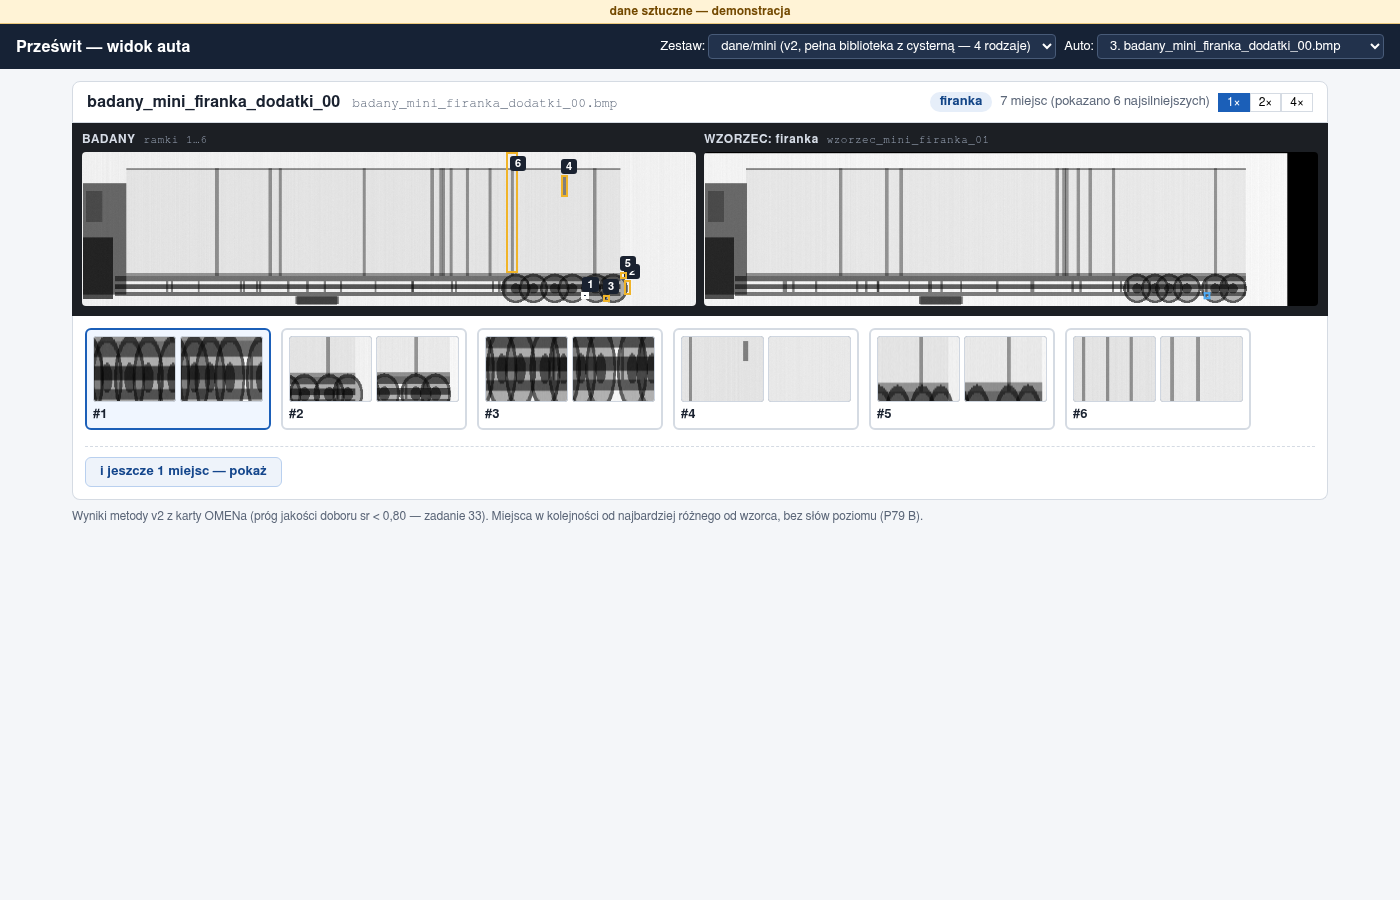 dane sztuczne — demonstracja
Prześwit — widok auta
Zestaw: dane/mini (v2, pełna biblioteka z cysterną — 4 rodzaje) Auto: 3. badany_mini_firanka_dodatki_00.bmp
badany_mini_firanka_dodatki_00 badany_mini_firanka_dodatki_00.bmp firanka 7 miejsc (pokazano 6 najsilniejszych) 1× 2× 4×
BADANY ramki 1…6
WZORZEC: firanka wzorzec_mini_firanka_01
6
4
5
2
1
3
#1
#2
#3
#4
#5
#6
i jeszcze 1 miejsc — pokaż
Wyniki metody v2 z karty OMENa (próg jakości doboru sr < 0,80 — zadanie 33). Miejsca w kolejności od najbardziej różnego od wzorca, bez słów poziomu (P79 B).